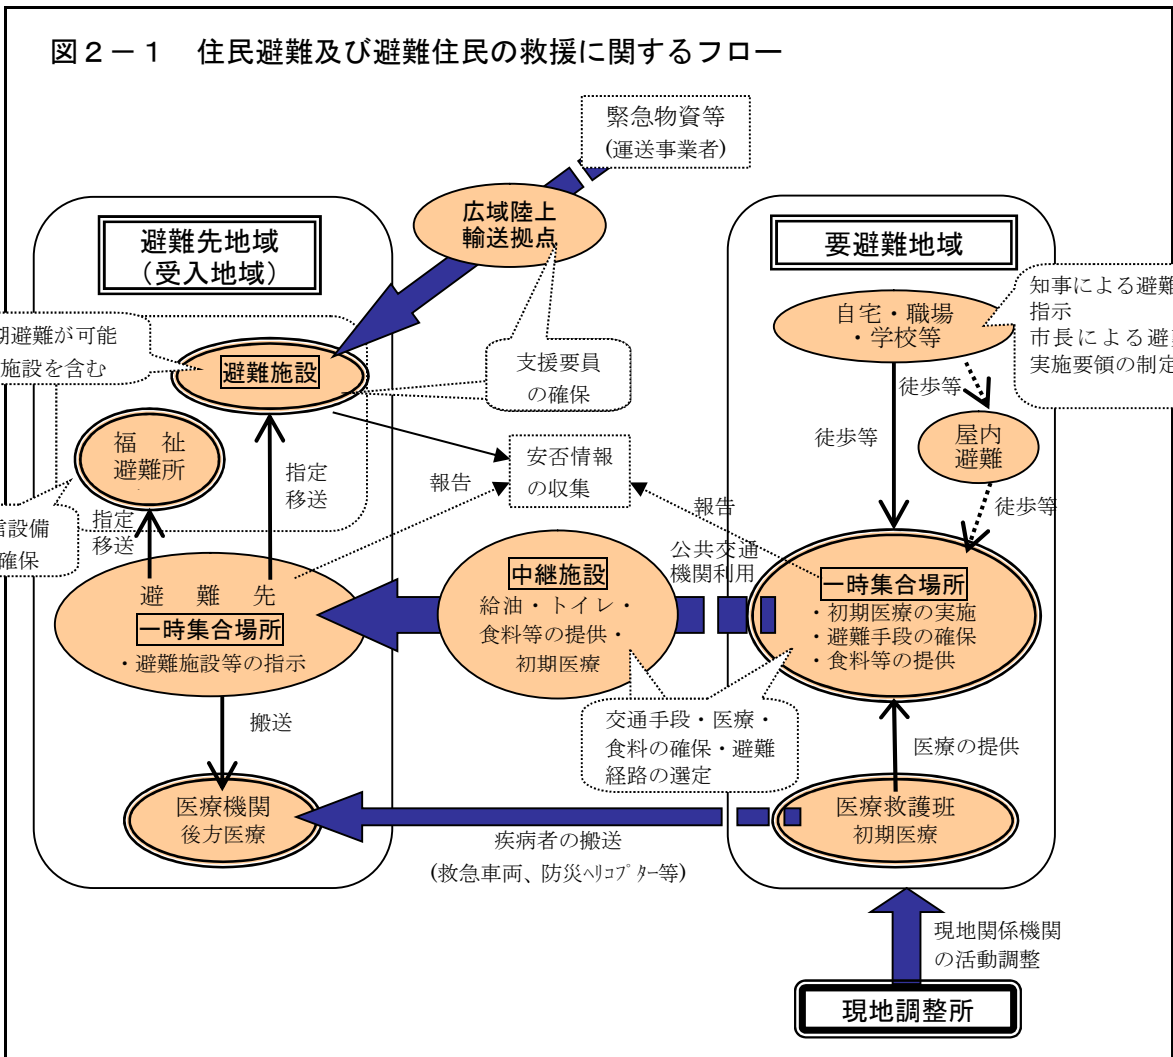 図２－１　住民避難及び避難住民の救援に関するフロー
緊急物資等
(運送事業者)
広域陸上
輸送拠点
避難先地域
（受入地域）
要避難地域
知事による避難
指示
市長による避難
実施要領の制定
自宅・職場
・学校等
期避難が可能
施設を含む
避難施設
支援要員
の確保
徒歩等
徒歩等
屋内
避難
福　祉
避難所
指定
移送
報告
安否情報
の収集
報告
徒歩等
信設備
確保
指定
移送
公共交通
機関利用
中継施設
給油・トイレ・
食料等の提供・
初期医療
一時集合場所
・初期医療の実施
・避難手段の確保
・食料等の提供
避　難　先
一時集合場所
・避難施設等の指示
搬送
交通手段・医療・
食料の確保・避難
経路の選定
医療の提供
医療機関
後方医療
医療救護班
初期医療
疾病者の搬送
(救急車両、防災ﾍﾘｺﾌﾟﾀｰ等)
現地関係機関
の活動調整
現地調整所